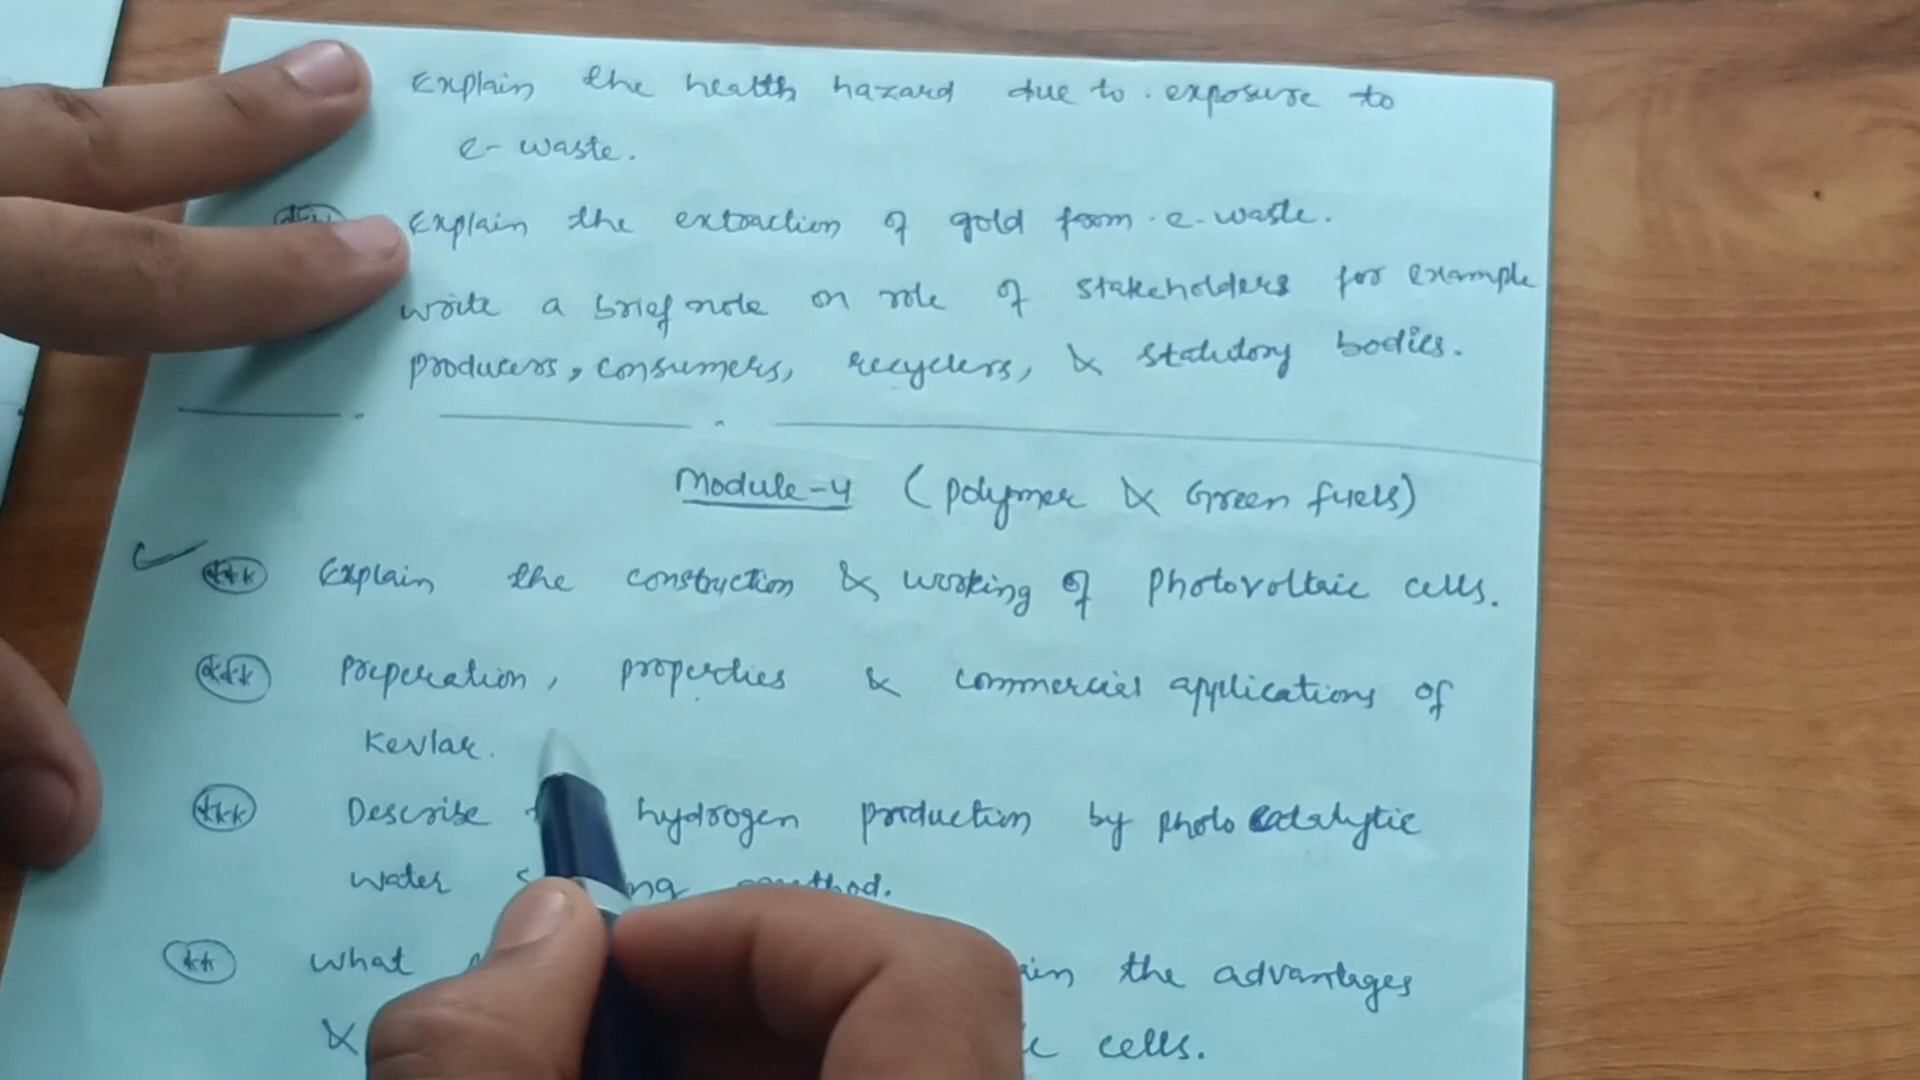 Explain the health hazard due to exposure to
e-waste.
Explain the extraction of gold from e-waste.
write a brief note on role of stakeholders for example
producers, consumers, recyclers, & statutory bodies.
Module-4 (polymer & Green fuels)
*** Explain the construction & working of photovoltaic cells.
*** preperation, properties & commercial applications of
Kevlar.
*** Describe hydrogen production by photo catalytic
water method.
** what the advantages
& cells.